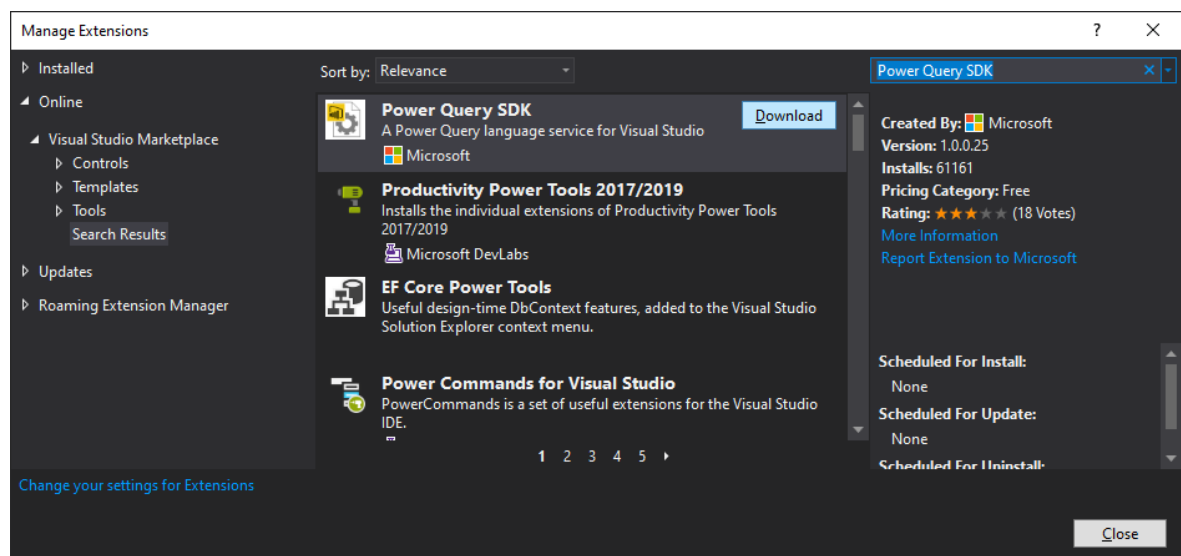 Manage Extensions
?
Installed
Online
Visual Studio Marketplace
Controls
Templates
Tools
Search Results
Updates
Roaming Extension Manager
Sort by: Relevance
Power Query SDK
A Power Query language service for Visual Studio
Microsoft
Download
Productivity Power Tools 2017/2019
Installs the individual extensions of Productivity Power Tools
2017/2019
Microsoft DevLabs
EF Core Power Tools
Useful design-time DbContext features, added to the Visual Studio
Solution Explorer context menu.
Power Commands for Visual Studio
PowerCommands is a set of useful extensions for the Visual Studio
IDE.
1 2 3 4 5
Power Query SDK
Created By: Microsoft
Version: 1.0.0.25
Installs: 61161
Pricing Category: Free
Rating: (18 Votes)
More Information
Report Extension to Microsoft
Scheduled For Install:
None
Scheduled For Update:
None
Scheduled For Uninstall:
Change your settings for Extensions
Close